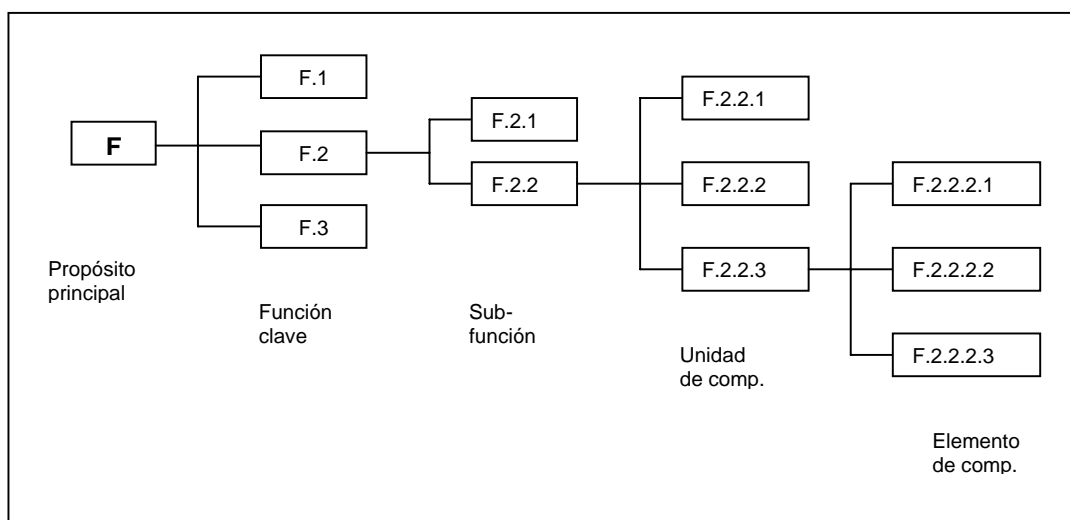 F
F.1
F.2
F.3
F.2.1
F.2.2
F.2.2.1
F.2.2.2
F.2.2.3
F.2.2.2.1
F.2.2.2.2
F.2.2.2.3
Propósito
principal
Función
clave
Sub-
función
Unidad
de comp.
Elemento
de comp.